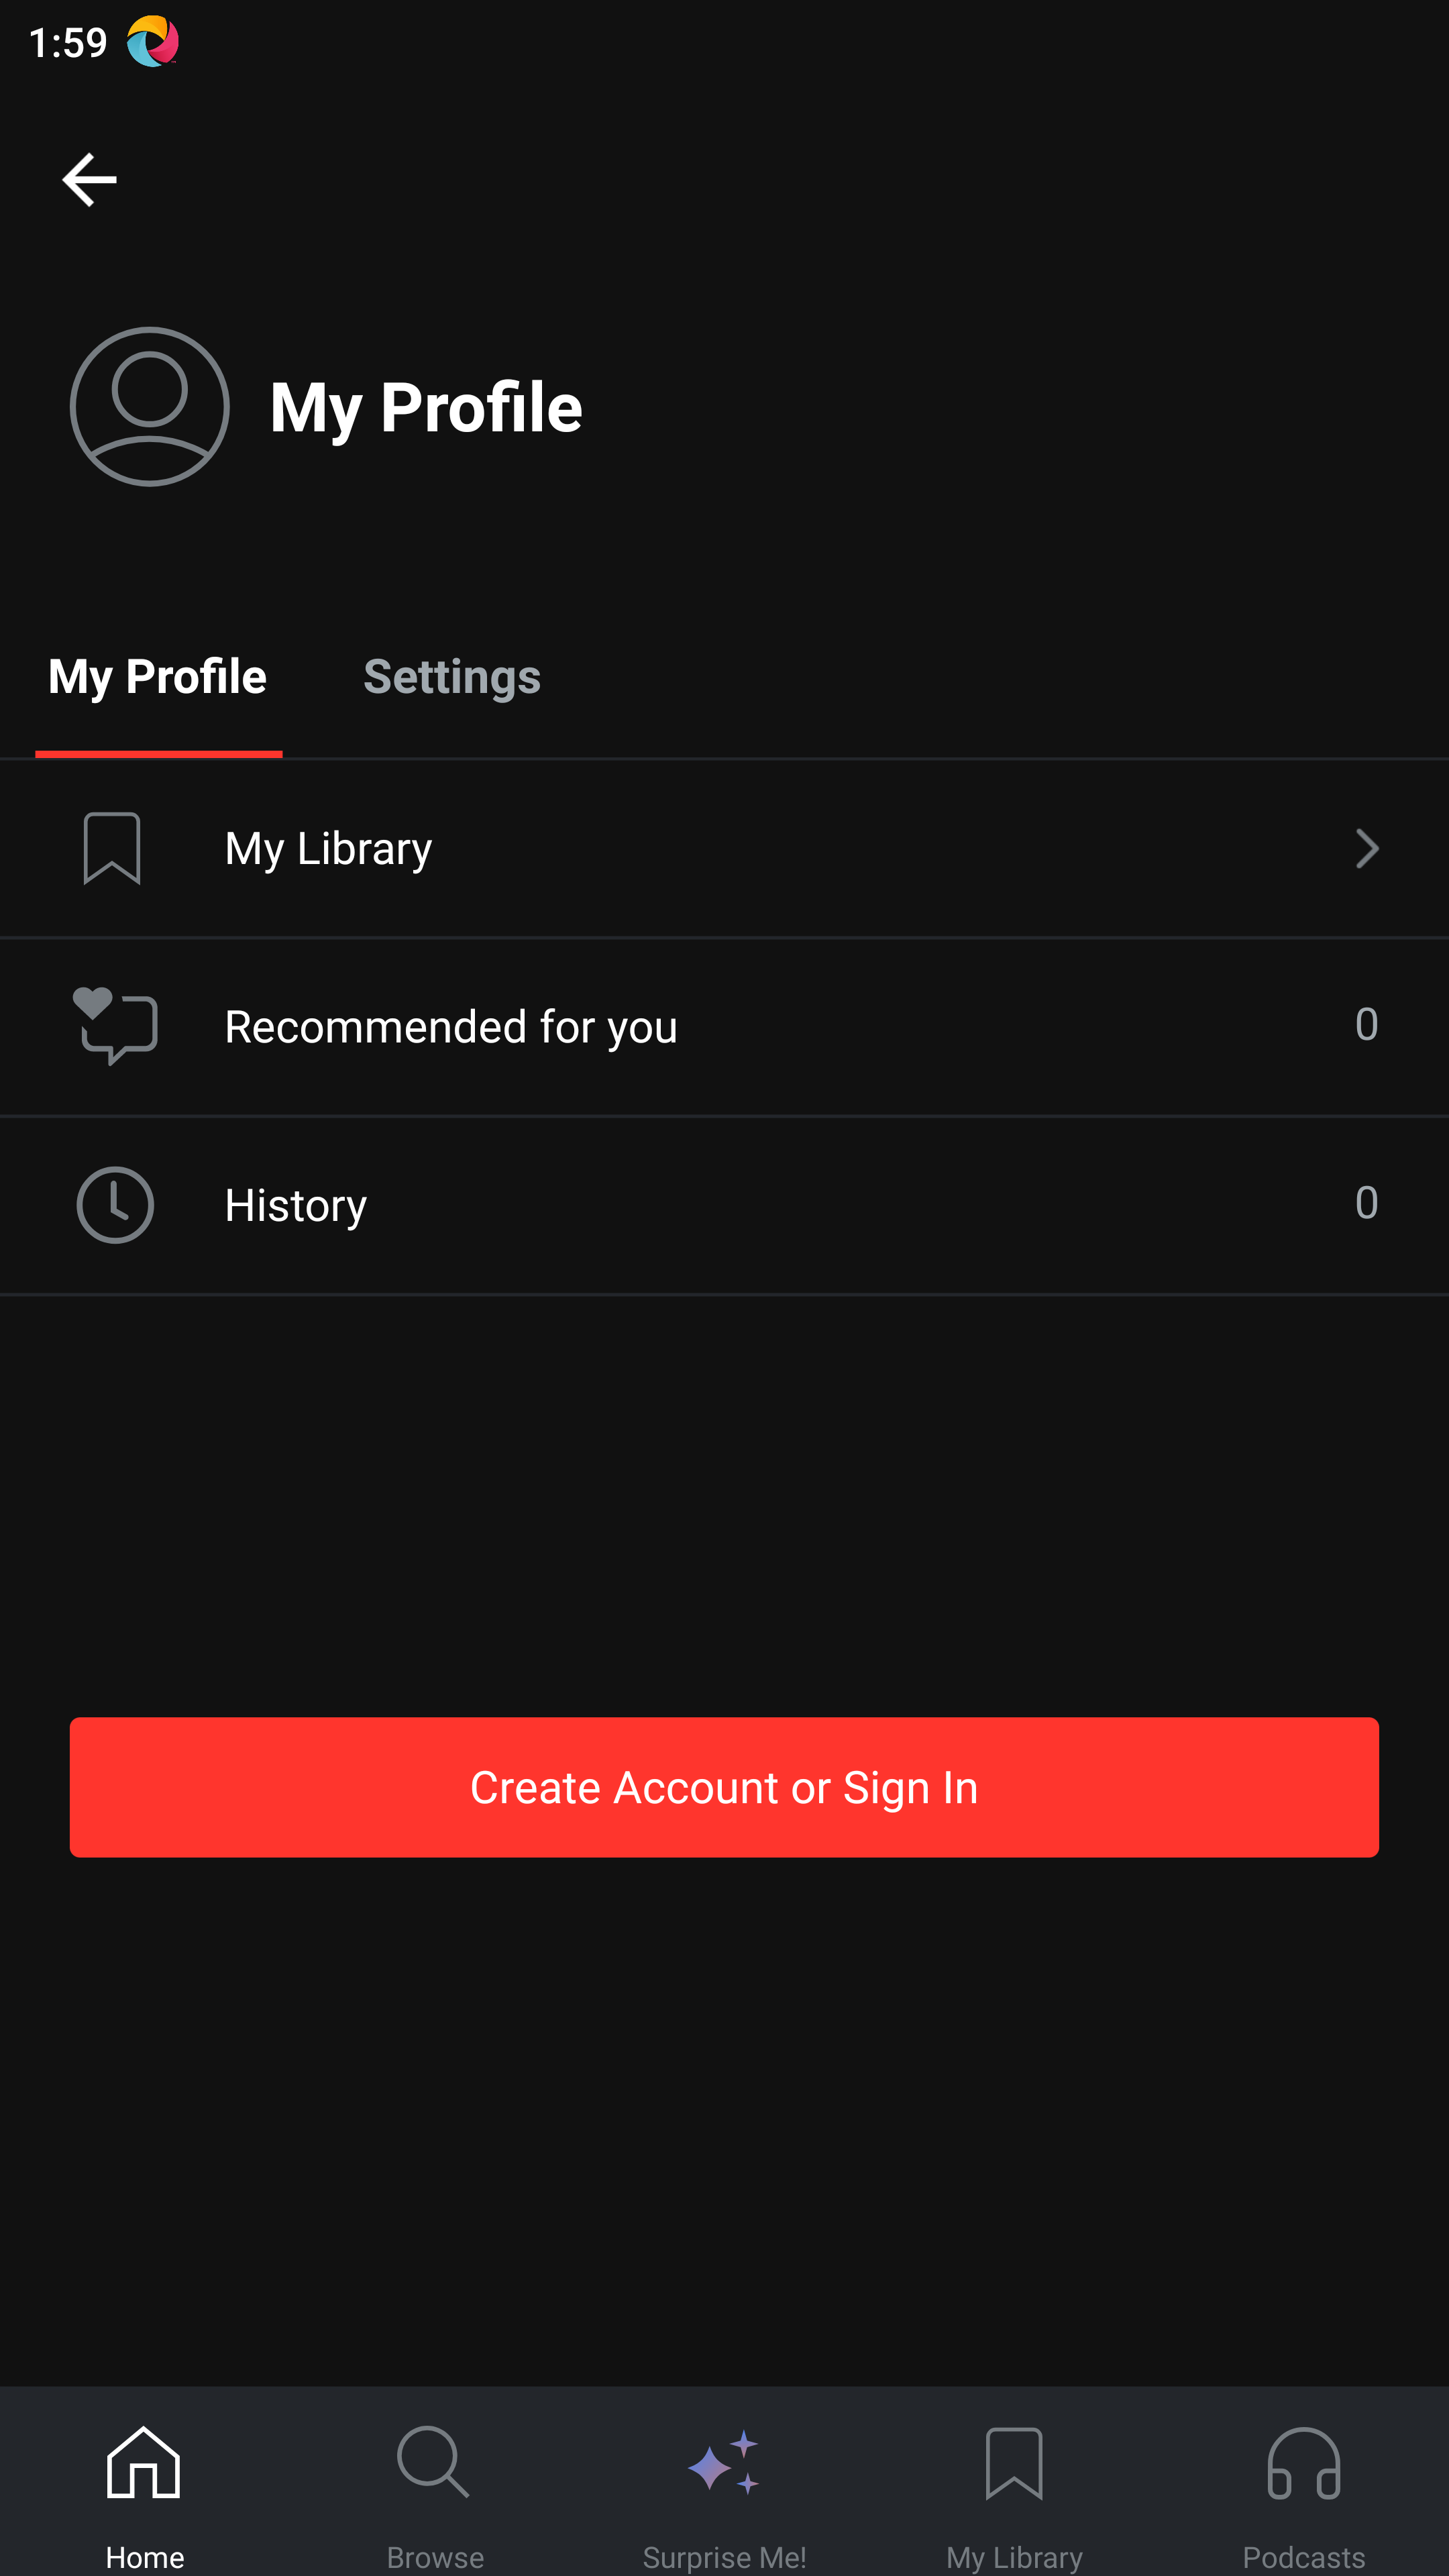 1:59
My Profile
My Profile Settings
My Library
Recommended for you 0
History 0
Create Account or Sign In
Home Browse Surprise Me! My Library Podcasts